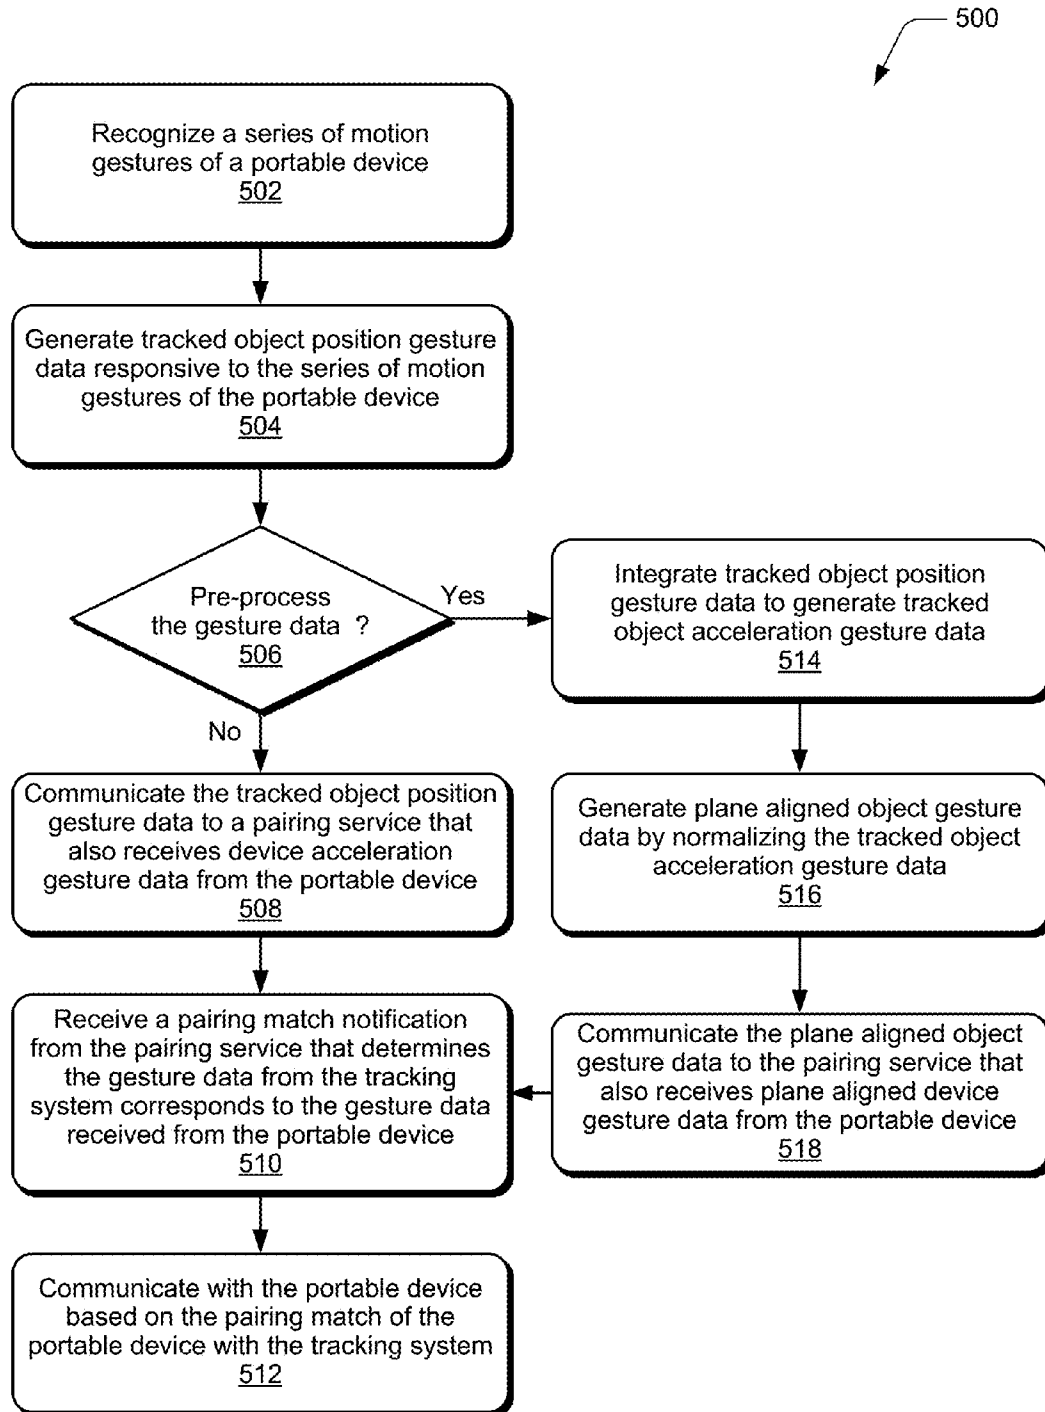 500
Recognize a series of motion
gestures of a portable device
502
Generate tracked object position gesture
data responsive to the series of motion
gestures of the portable device
504
Pre-process
the gesture data ?
506
Yes
No
Integrate tracked object position
gesture data to generate tracked
object acceleration gesture data
514
Communicate the tracked object position
gesture data to a pairing service that
also receives device acceleration
gesture data from the portable device
508
Generate plane aligned object gesture
data by normalizing the tracked object
acceleration gesture data
516
Receive a pairing match notification
from the pairing service that determines
the gesture data from the tracking
system corresponds to the gesture data
received from the portable device
510
Communicate the plane aligned object
gesture data to the pairing service that
also receives plane aligned device
gesture data from the portable device
518
Communicate with the portable device
based on the pairing match of the
portable device with the tracking system
512